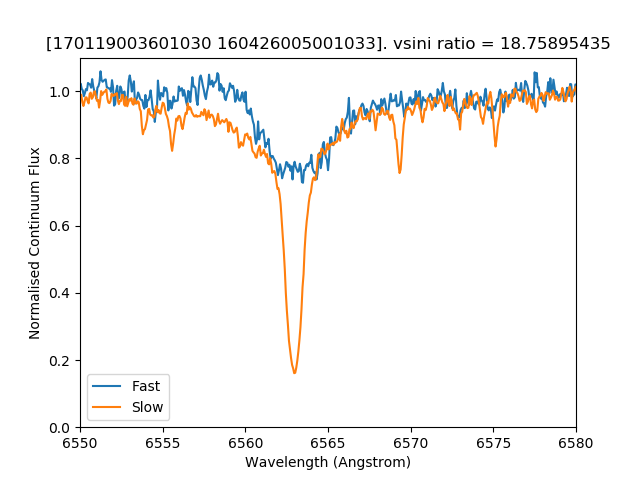 [170119003601030 160426005001033]. vsini ratio = 18.75895435
Normalised Continuum Flux
1.0
0.8
0.6
0.4
0.2
0.0
Fast
Slow
6550 6555 6560 6565 6570 6575 6580
Wavelength (Angstrom)